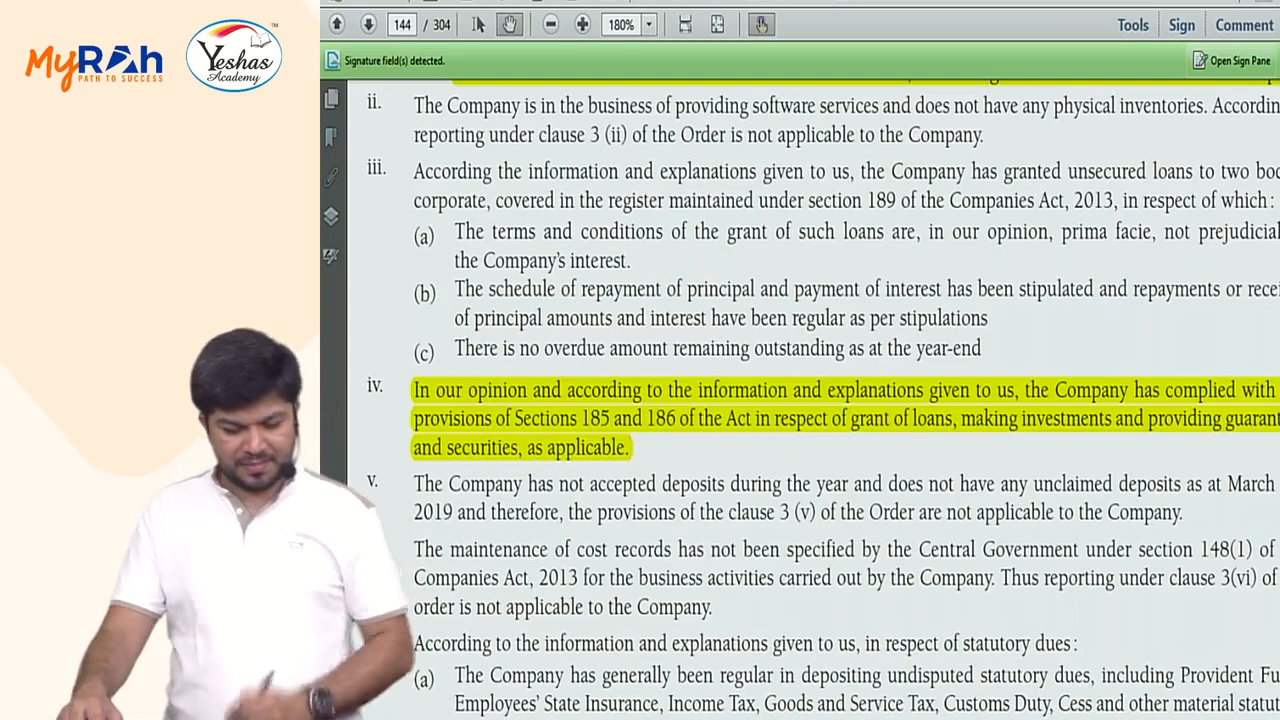 MyRAh
PATH TO SUCCESS
Yeshas
Academy
TM
144 / 304
180%
Tools
Sign
Comment
Signature field(s) detected.
Open Sign Pane
ii. The Company is in the business of providing software services and does not have any physical inventories. Accordin
reporting under clause 3 (ii) of the Order is not applicable to the Company.
iii. According the information and explanations given to us, the Company has granted unsecured loans to two bod
corporate, covered in the register maintained under section 189 of the Companies Act, 2013, in respect of which :
(a) The terms and conditions of the grant of such loans are, in our opinion, prima facie, not prejudicial
the Company's interest.
(b) The schedule of repayment of principal and payment of interest has been stipulated and repayments or recei
of principal amounts and interest have been regular as per stipulations
(c) There is no overdue amount remaining outstanding as at the year-end
iv. In our opinion and according to the information and explanations given to us, the Company has complied with
provisions of Sections 185 and 186 of the Act in respect of grant of loans, making investments and providing guarant
and securities, as applicable.
v. The Company has not accepted deposits during the year and does not have any unclaimed deposits as at March
2019 and therefore, the provisions of the clause 3 (v) of the Order are not applicable to the Company.
The maintenance of cost records has not been specified by the Central Government under section 148(1) of
Companies Act, 2013 for the business activities carried out by the Company. Thus reporting under clause 3(vi) of
order is not applicable to the Company.
According to the information and explanations given to us, in respect of statutory dues :
(a) The Company has generally been regular in depositing undisputed statutory dues, including Provident Fu
Employees' State Insurance, Income Tax, Goods and Service Tax, Customs Duty, Cess and other material statut